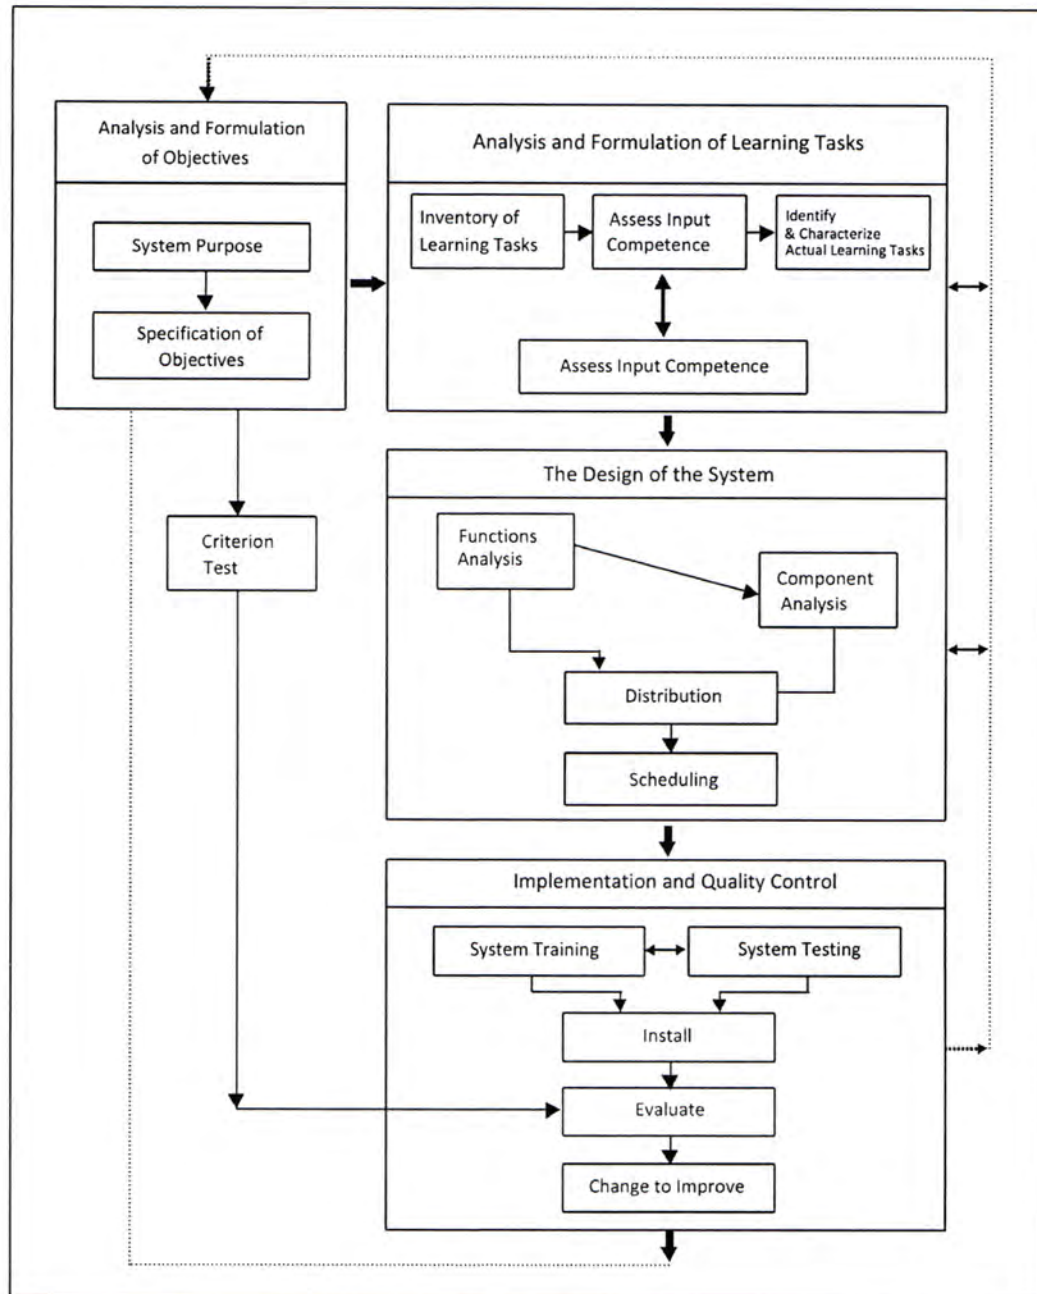 Analysis and Formulation
of Objectives
System Purpose
Specification of
Objectives
Analysis and Formulation of Learning Tasks
Inventory of
Learning Tasks
Assess Input
Competence
Identify
& Characterize
Actual Learning Tasks
Assess Input Competence
The Design of the System
Functions
Analysis
Component
Analysis
Distribution
Scheduling
Criterion
Test
Implementation and Quality Control
System Training
System Testing
Install
Evaluate
Change to Improve